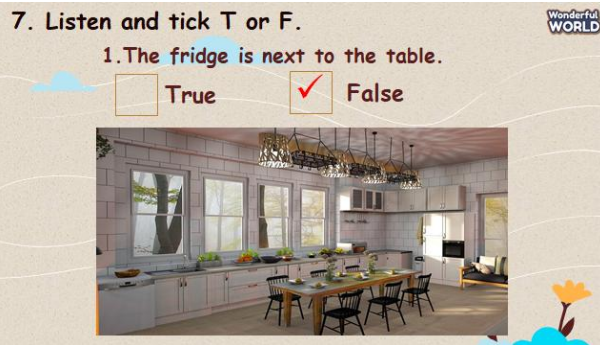 7. Listen and tick T or F.
Wonderful
WORLD
1.The fridge is next to the table.
True
False